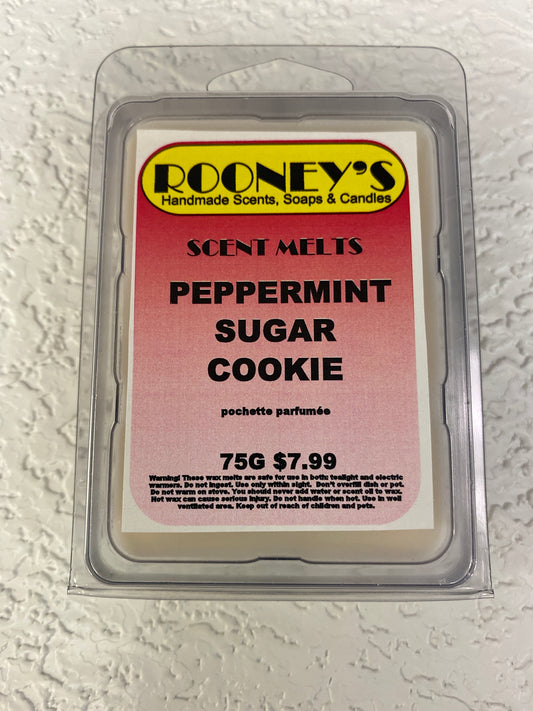 ROONEY'S
Handmade Scents, Soaps & Candles
SCENT MELTS
PEPPERMINT
SUGAR
COOKIE
pochette parfumée
75G $7.99
Warning! These wax melts are safe for use in both: tealight and electric
warmers. Do not ingest. Use only within sight. Don't overfill dish or pot.
Do not warm on stove. You should never add water or scent oil to wax.
Hot wax can cause serious injury. Do not handle when hot. Use in well
ventilated area. Keep out of reach of children and pets.